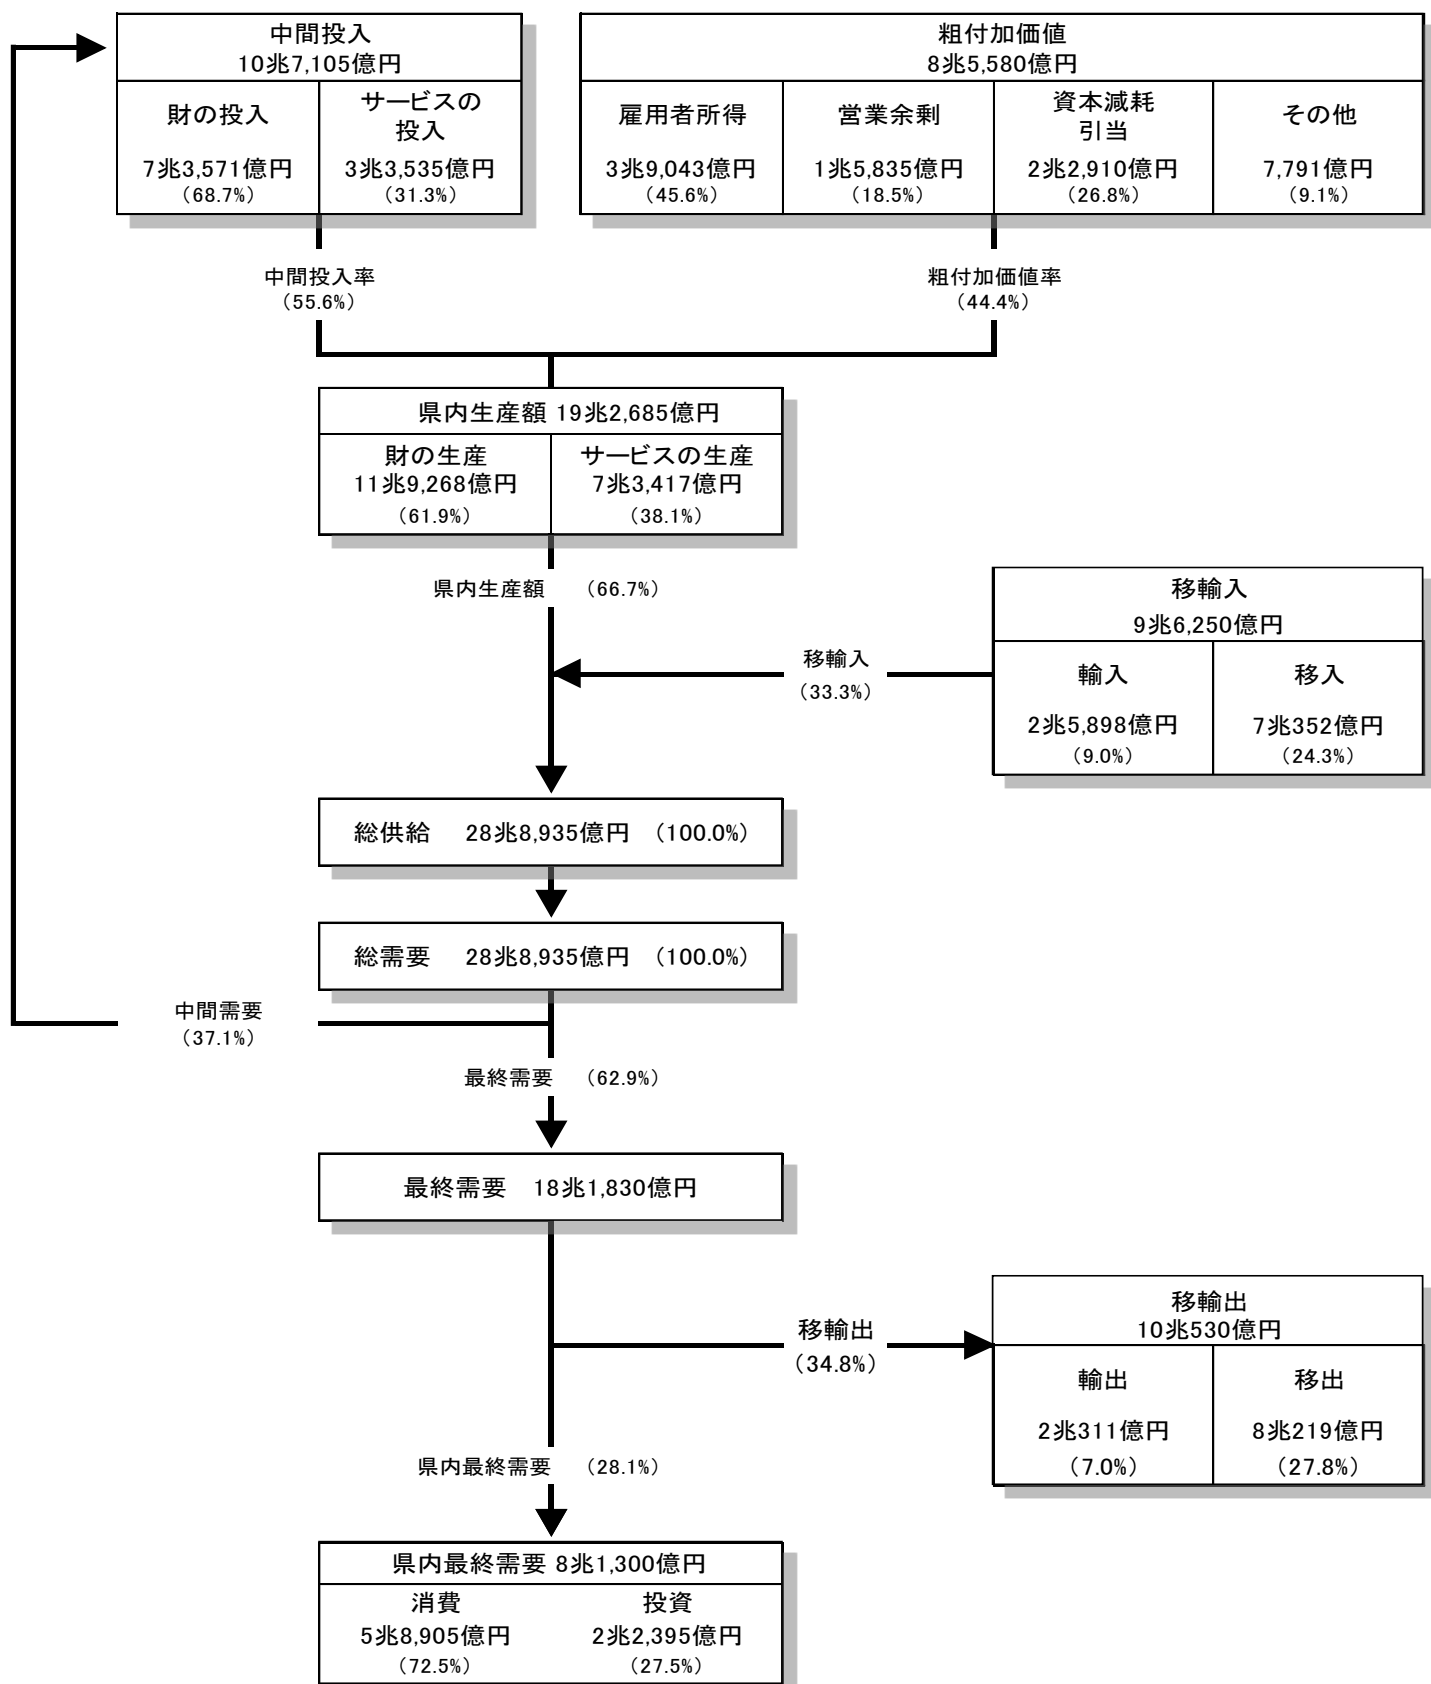 中間投入
10兆7,105億円
財の投入
7兆3,571億円
(68.7%)
サービスの
投入
3兆3,535億円
(31.3%)
粗付加価値
8兆5,580億円
雇用者所得
3兆9,043億円
(45.6%)
営業余剰
1兆5,835億円
(18.5%)
資本減耗
引当
2兆2,910億円
(26.8%)
その他
7,791億円
(9.1%)
中間投入率
(55.6%)
粗付加価値率
(44.4%)
県内生産額 19兆2,685億円
財の生産
11兆9,268億円
(61.9%)
サービスの生産
7兆3,417億円
(38.1%)
県内生産額 (66.7%)
移輸入
9兆6,250億円
輸入
2兆5,898億円
(9.0%)
移入
7兆352億円
(24.3%)
移輸入
(33.3%)
総供給 28兆8,935億円 (100.0%)
総需要 28兆8,935億円 (100.0%)
中間需要
(37.1%)
最終需要 (62.9%)
最終需要 18兆1,830億円
移輸出
(34.8%)
移輸出
10兆530億円
輸出
2兆311億円
(7.0%)
移出
8兆219億円
(27.8%)
県内最終需要 (28.1%)
県内最終需要 8兆1,300億円
消費
5兆8,905億円
(72.5%)
投資
2兆2,395億円
(27.5%)